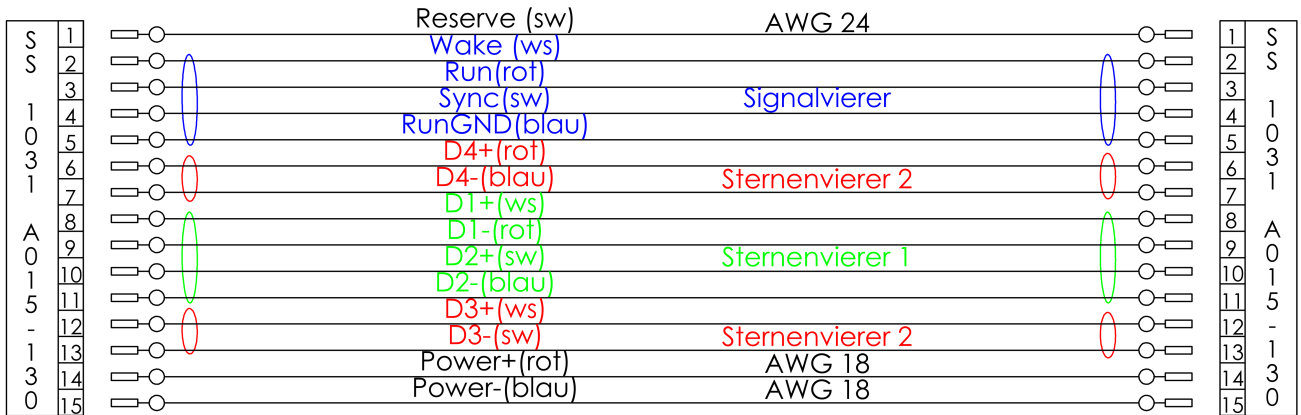 SS 1031 A015-130
1 Reserve (sw) AWG 24 1
2 Wake (ws) 2
3 Run(rot) 3
4 Sync(sw) Signalvierer 4
5 RunGND(blau) 5
6 D4+(rot) 6
7 D4-(blau) Sternenvierer 2 7
8 D1+(ws) 8
9 D1-(rot) 9
10 D2+(sw) Sternenvierer 1 10
11 D2-(blau) 11
12 D3+(ws) 12
13 D3-(sw) Sternenvierer 2 13
14 Power+(rot) AWG 18 14
15 Power-(blau) AWG 18 15
SS 1031 A015-130